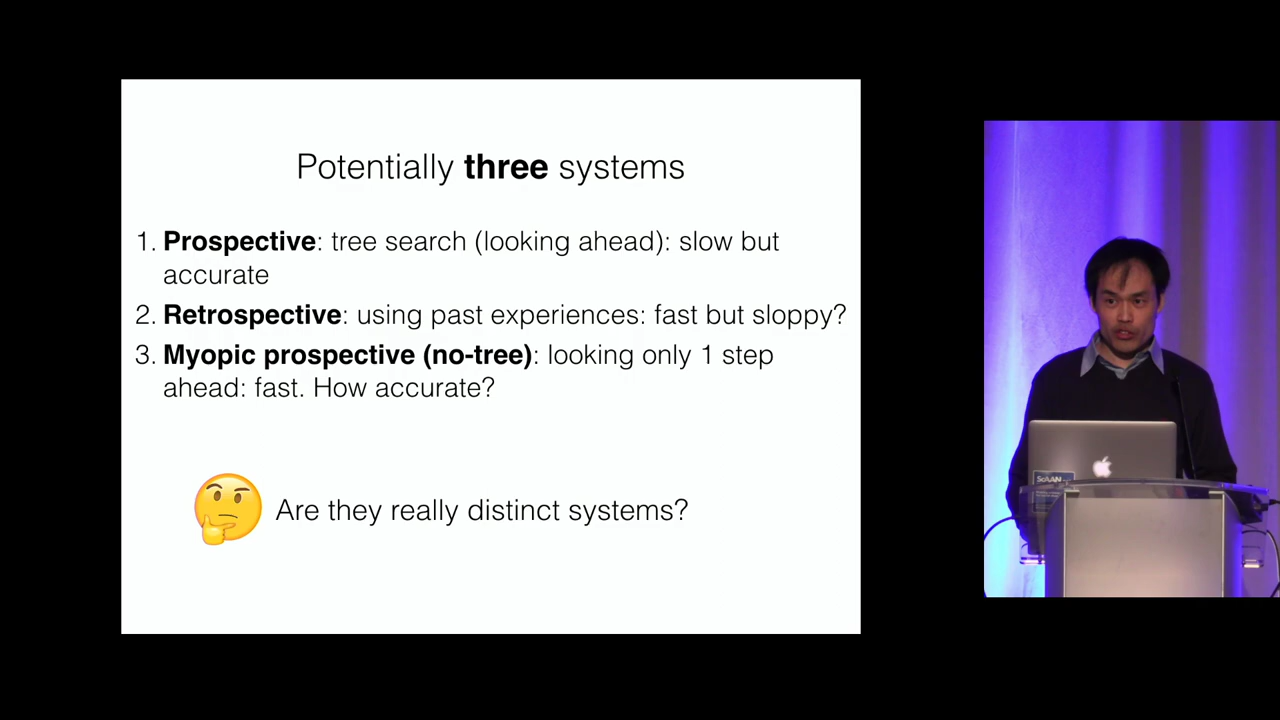 Potentially three systems
1. Prospective: tree search (looking ahead): slow but
accurate
2. Retrospective: using past experiences: fast but sloppy?
3. Myopic prospective (no-tree): looking only 1 step
ahead: fast. How accurate?
Are they really distinct systems?